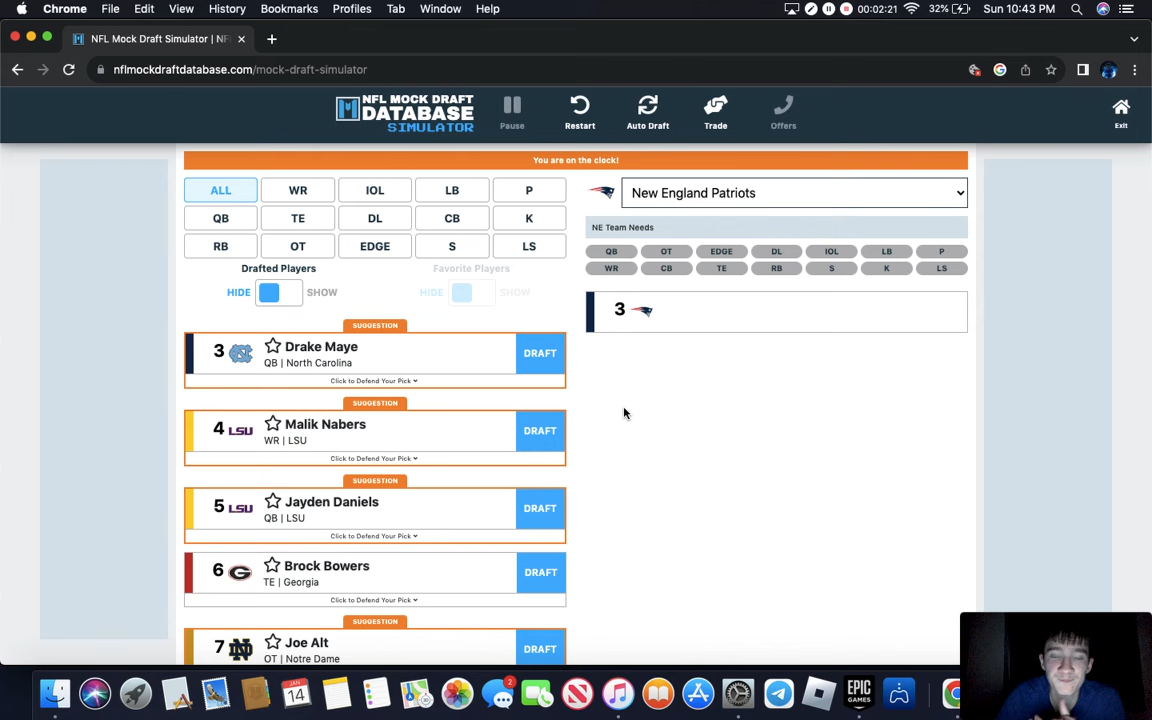 Chrome File Edit View History Bookmarks Profiles Tab Window Help 00:02:21 32% Sun 10:43 PM
NFL Mock Draft Simulator | NF
nflmockdraftdatabase.com/mock-draft-simulator
NFL MOCK DRAFT
DATABASE
SIMULATOR
Pause Restart Auto Draft Trade Offers Exit
You are on the clock!
ALL WR IOL LB P
QB TE DL CB K
RB OT EDGE S LS
Drafted Players Favorite Players
HIDE SHOW HIDE SHOW
New England Patriots
NE Team Needs
QB OT EDGE DL IOL LB P
WR CB TE RB S K LS
3
SUGGESTION
3 Drake Maye DRAFT
QB | North Carolina
Click to Defend Your Pick
SUGGESTION
4 LSU Malik Nabers DRAFT
WR | LSU
Click to Defend Your Pick
SUGGESTION
5 LSU Jayden Daniels DRAFT
QB | LSU
Click to Defend Your Pick
6 G Brock Bowers DRAFT
TE | Georgia
Click to Defend Your Pick
SUGGESTION
7 Joe Alt DRAFT
OT | Notre Dame
JAN
14
2
EPIC
GAMES